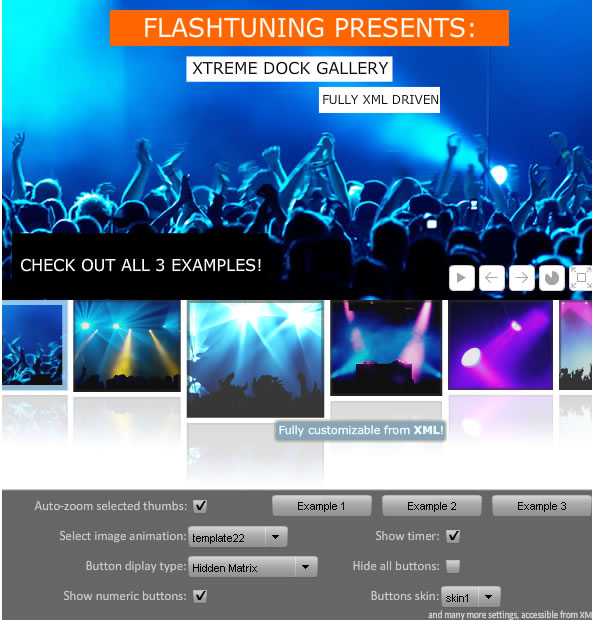 FLASHTUNING PRESENTS:
XTREME DOCK GALLERY
FULLY XML DRIVEN
CHECK OUT ALL 3 EXAMPLES!
Fully customizable from XML!
Auto-zoom selected thumbs:
Example 1
Example 2
Example 3
Select image animation:
template22
Show timer:
Button diplay type:
Hidden Matrix
Hide all buttons:
Show numeric buttons:
Buttons skin:
skin1
and many more settings, accessible from XM